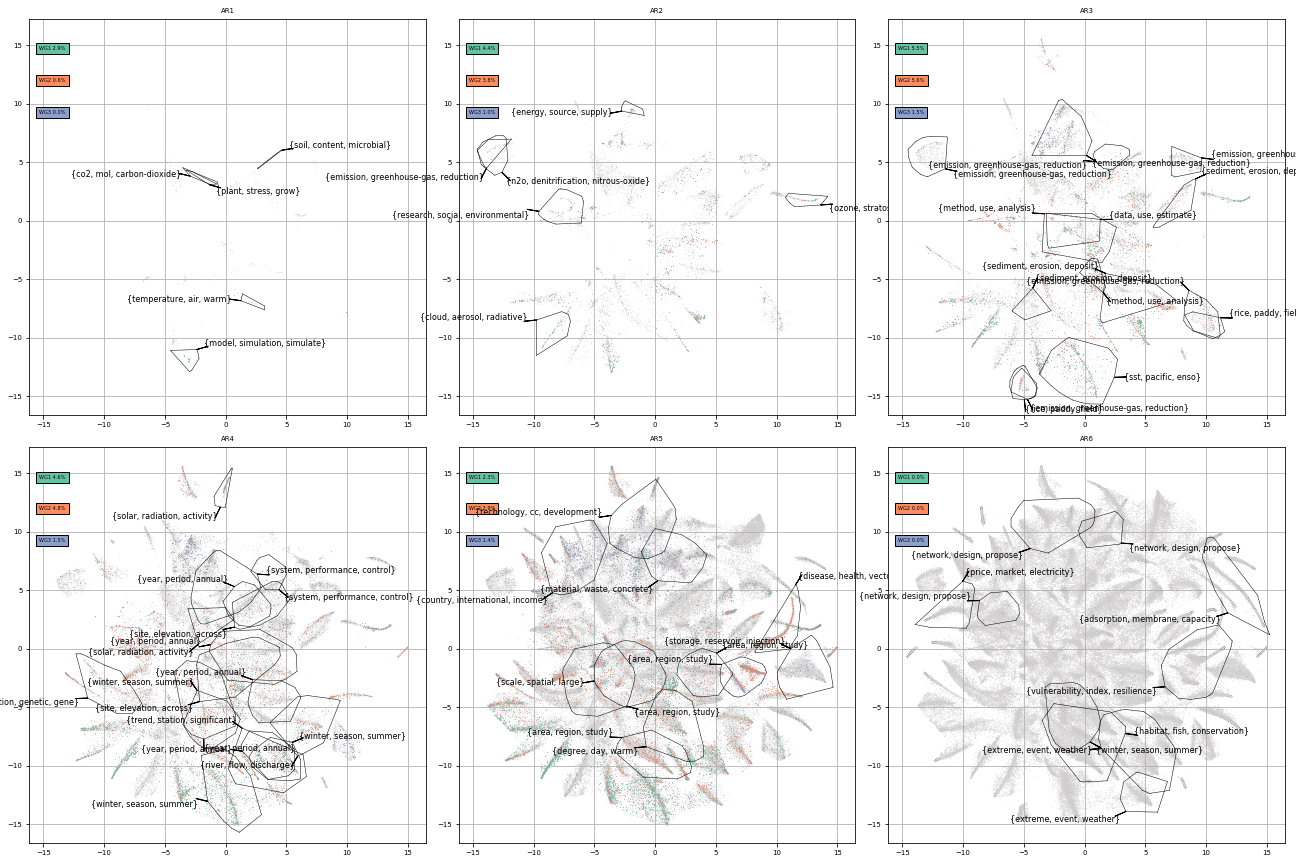 AR1
AR2
AR3
WG1 2.9%
WG2 0.6%
WG3 0.0%
{soil, content, microbial}
{co2, mol, carbon-dioxide}
{plant, stress, grow}
{temperature, air, warm}
{model, simulation, simulate}
WG1 4.4%
WG2 3.8%
WG3 1.0%
{energy, source, supply}
{emission, greenhouse-gas, reduction}
{n2o, denitrification, nitrous-oxide}
{research, social, environmental}
{ozone, stratos
{cloud, aerosol, radiative}
WG1 5.5%
WG2 5.6%
WG3 1.5%
{emission, greenhous
{emission, greenhouse-gas, reduction}
{emission, greenhouse-gas, reduction}
{emission, greenhouse-gas, reduction}
{sediment, erosion, dep
{method, use, analysis}
{data, use, estimate}
{sediment, erosion, deposit}
{sediment, erosion, deposit}
{emission, greenhouse-gas, reduction}
{method, use, analysis}
{rice, paddy, fiel
{sst, pacific, enso}
{rice, paddy, field}
{emission, greenhouse-gas, reduction}
AR4
AR5
AR6
WG1 4.6%
WG2 4.8%
WG3 1.5%
{solar, radiation, activity}
{system, performance, control}
{year, period, annual}
{system, performance, control}
{site, elevation, across}
{year, period, annual}
{solar, radiation, activity}
{year, period, annual}
{winter, season, summer}
tion, genetic, gene}
{site, elevation, across}
{trend, station, significant}
{winter, season, summer}
{year, period, annual}
{year, period, annual}
{river, flow, discharge}
{winter, season, summer}
WG1 2.3%
WG2
WG3 1.4%
{technology, cc, development}
{disease, health, vecto
{material, waste, concrete}
{country, international, income}
{storage, reservoir, injection}
{area, region, study}
{area, region, study}
{scale, spatial, large}
{area, region, study}
{area, region, study}
{degree, day, warm}
WG1 0.0%
WG2 0.0%
WG3 0.0%
{network, design, propose}
{network, design, propose}
{price, market, electricity}
{network, design, propose}
{adsorption, membrane, capacity}
{vulnerability, index, resilience}
{habitat, fish, conservation}
{extreme, event, weather}
{winter, season, summer}
{extreme, event, weather}